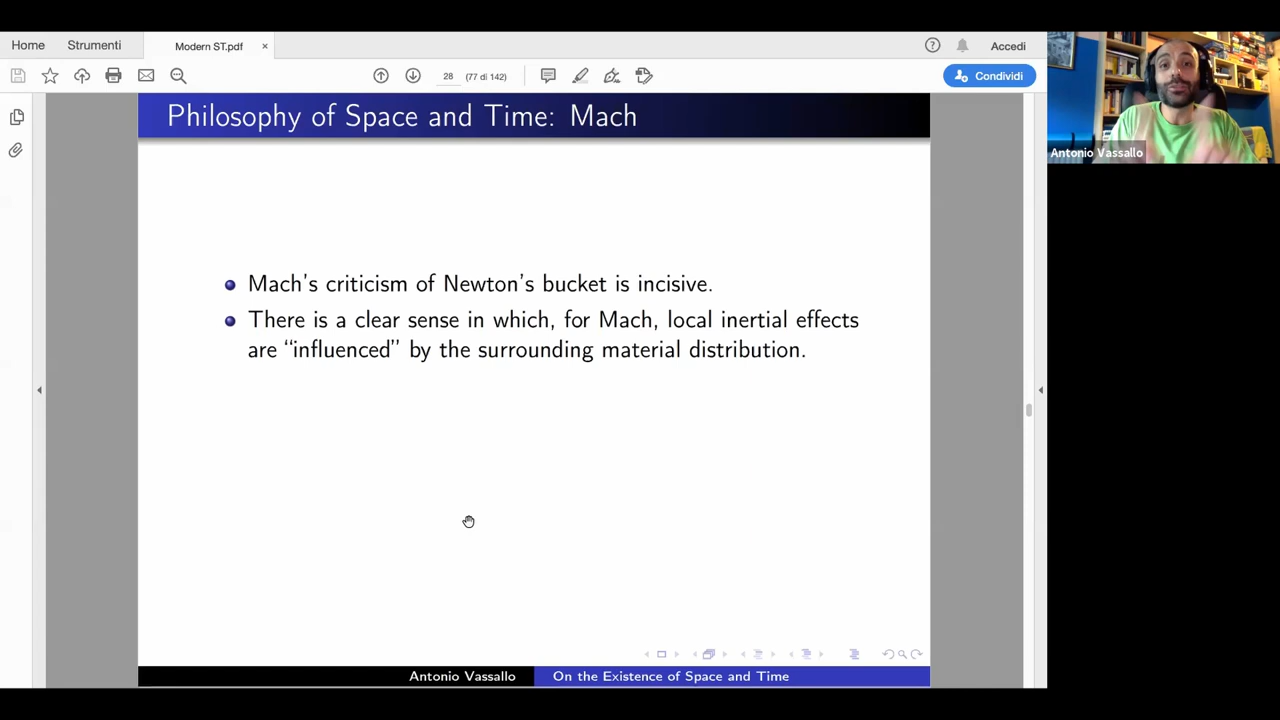 Home Strumenti Modern ST.pdf × Accedi
28 (77 di 142) Condividi
Philosophy of Space and Time: Mach
Antonio Vassallo
Mach's criticism of Newton's bucket is incisive.
There is a clear sense in which, for Mach, local inertial effects
are “influenced” by the surrounding material distribution.
Antonio Vassallo On the Existence of Space and Time